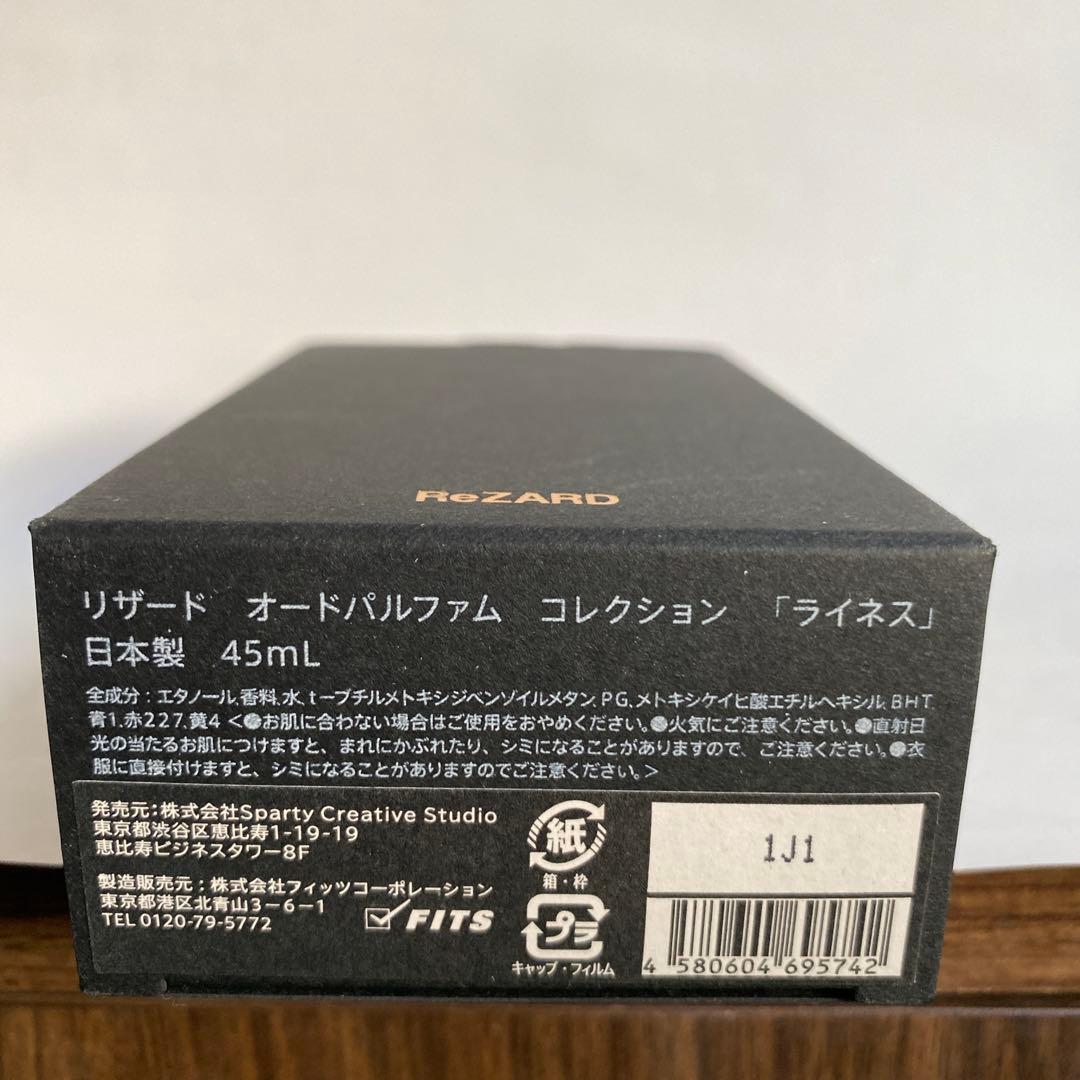 ReZARD
リザード　オードパルファム　コレクション　「ライネス」
日本製　45mL
全成分：エタノール,香料,水,t－ブチルメトキシジベンゾイルメタン,PG,メトキシケイヒ酸エチルヘキシル,BHT,
青1,赤227,黄4 <●お肌に合わない場合はご使用をおやめください。●火気にご注意ください。●直射日
光の当たるお肌につけますと、まれにかぶれたり、シミになることがありますので、ご注意ください。●衣
服に直接付けますと、シミになることがありますのでご注意ください。>
発売元：株式会社Sparty Creative Studio
東京都渋谷区恵比寿1-19-19
恵比寿ビジネスタワー8F
製造販売元：株式会社フィッツコーポレーション
東京都港区北青山3－6－1
TEL 0120-79-5772
FITS
紙
箱・枠
プラ
キャップ・フィルム
1J1
4 580604 695742